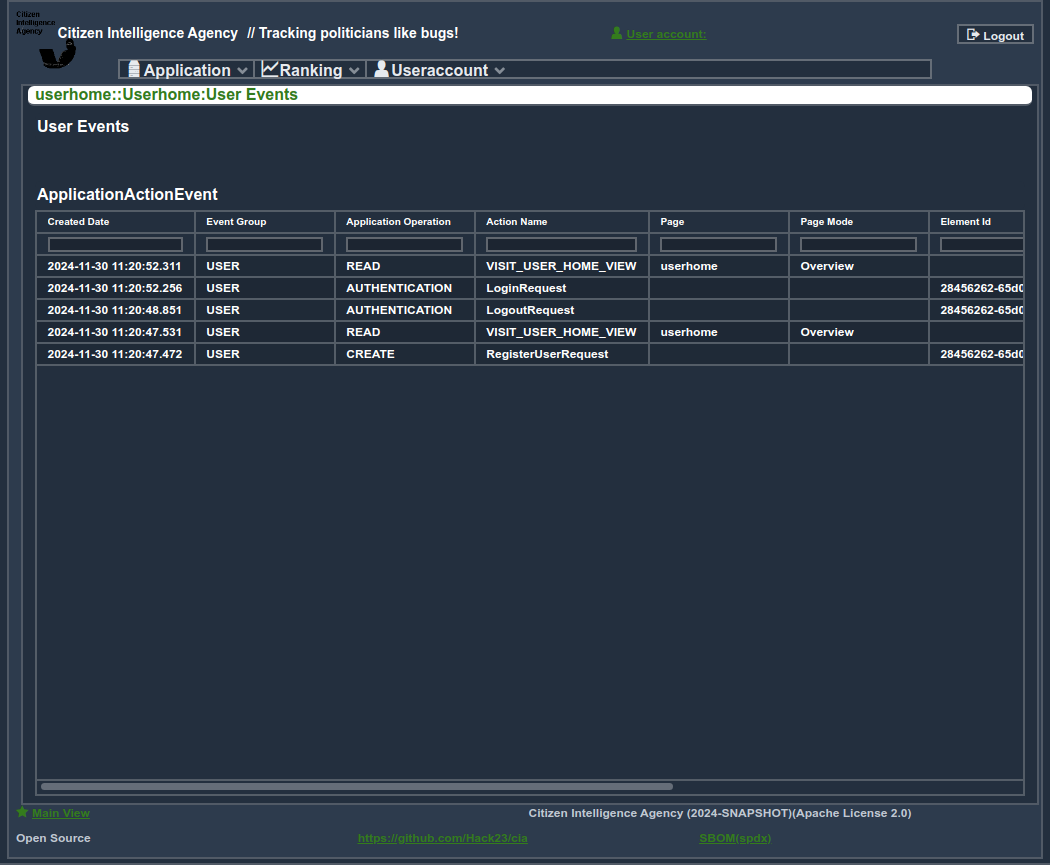 Citizen
Intelligence
Agency
Citizen Intelligence Agency // Tracking politicians like bugs!
User account:
Logout
Application Ranking Useraccount
userhome::Userhome:User Events
User Events
ApplicationActionEvent
Created Date Event Group Application Operation Action Name Page Page Mode Element Id
2024-11-30 11:20:52.311 USER READ VISIT_USER_HOME_VIEW userhome Overview
2024-11-30 11:20:52.256 USER AUTHENTICATION LoginRequest 28456262-65d0
2024-11-30 11:20:48.851 USER AUTHENTICATION LogoutRequest 28456262-65d0
2024-11-30 11:20:47.531 USER READ VISIT_USER_HOME_VIEW userhome Overview
2024-11-30 11:20:47.472 USER CREATE RegisterUserRequest 28456262-65d0
Main View Citizen Intelligence Agency (2024-SNAPSHOT)(Apache License 2.0)
Open Source https://github.com/Hack23/cia SBOM(spdx)